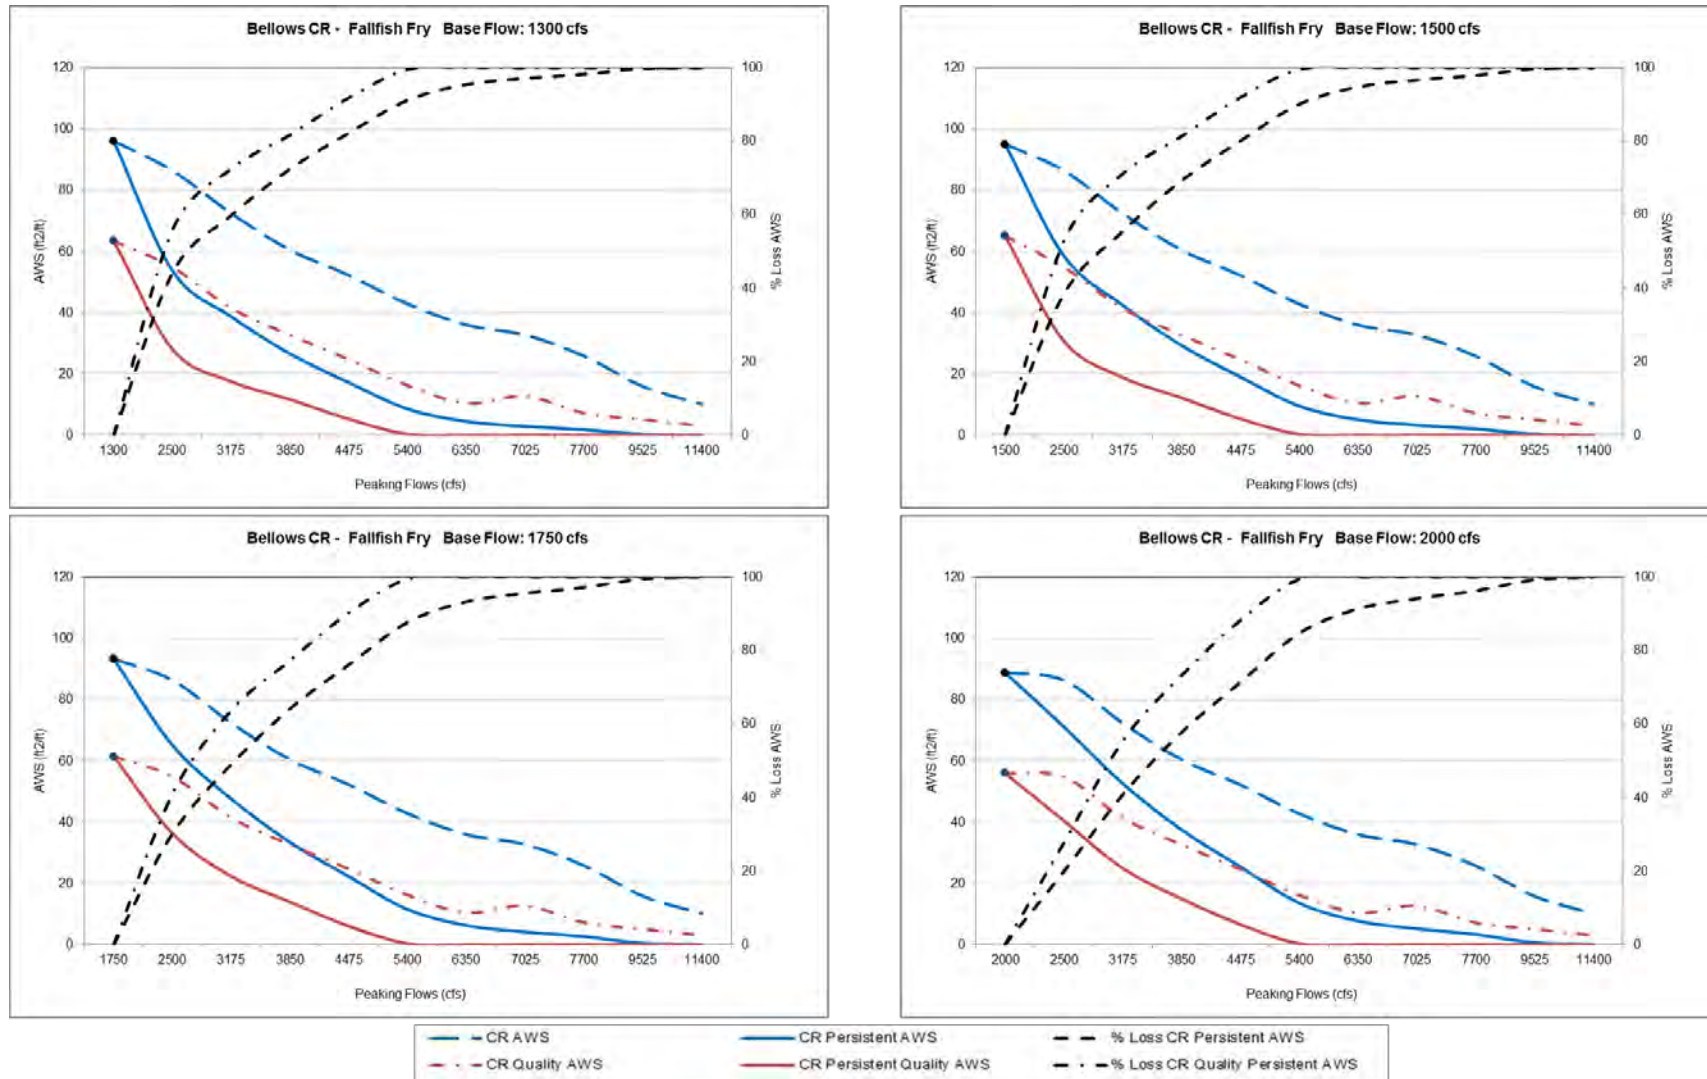 Bellows CR - Fallfish Fry Base Flow: 1300 cfs
120
100
80
60
40
20
0
AWS (ft2/ft)
100
80
60
40
20
0
% Loss AWS
1300 2500 3175 3850 4475 5400 6350 7025 7700 9525 11400
Peaking Flows (cfs)
Bellows CR - Fallfish Fry Base Flow: 1500 cfs
120
100
80
60
40
20
0
AWS (ft2/ft)
100
80
60
40
20
0
% Loss AWS
1500 2500 3175 3850 4475 5400 6350 7025 7700 9525 11400
Peaking Flows (cfs)
Bellows CR - Fallfish Fry Base Flow: 1750 cfs
120
100
80
60
40
20
0
AWS (ft2/ft)
100
80
60
40
20
0
% Loss AWS
1750 2500 3175 3850 4475 5400 6350 7025 7700 9525 11400
Peaking Flows (cfs)
Bellows CR - Fallfish Fry Base Flow: 2000 cfs
120
100
80
60
40
20
0
AWS (ft2/ft)
100
80
60
40
20
0
% Loss AWS
2000 2500 3175 3850 4475 5400 6350 7025 7700 9525 11400
Peaking Flows (cfs)
CR AWS CR Persistent AWS % Loss CR Persistent AWS
CR Quality AWS CR Persistent Quality AWS % Loss CR Quality Persistent AWS